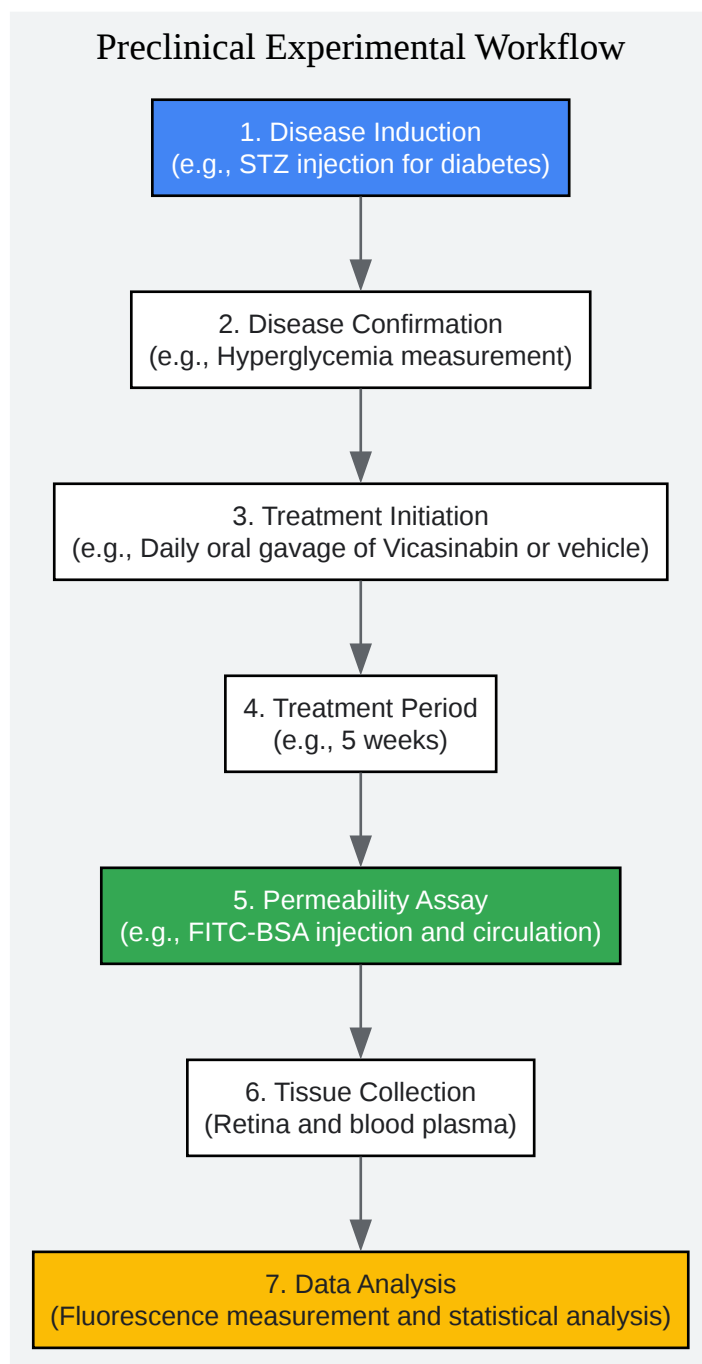 Preclinical Experimental Workflow
1. Disease Induction
(e.g., STZ injection for diabetes)
2. Disease Confirmation
(e.g., Hyperglycemia measurement)
3. Treatment Initiation
(e.g., Daily oral gavage of Vicasinabin or vehicle)
4. Treatment Period
(e.g., 5 weeks)
5. Permeability Assay
(e.g., FITC-BSA injection and circulation)
6. Tissue Collection
(Retina and blood plasma)
7. Data Analysis
(Fluorescence measurement and statistical analysis)